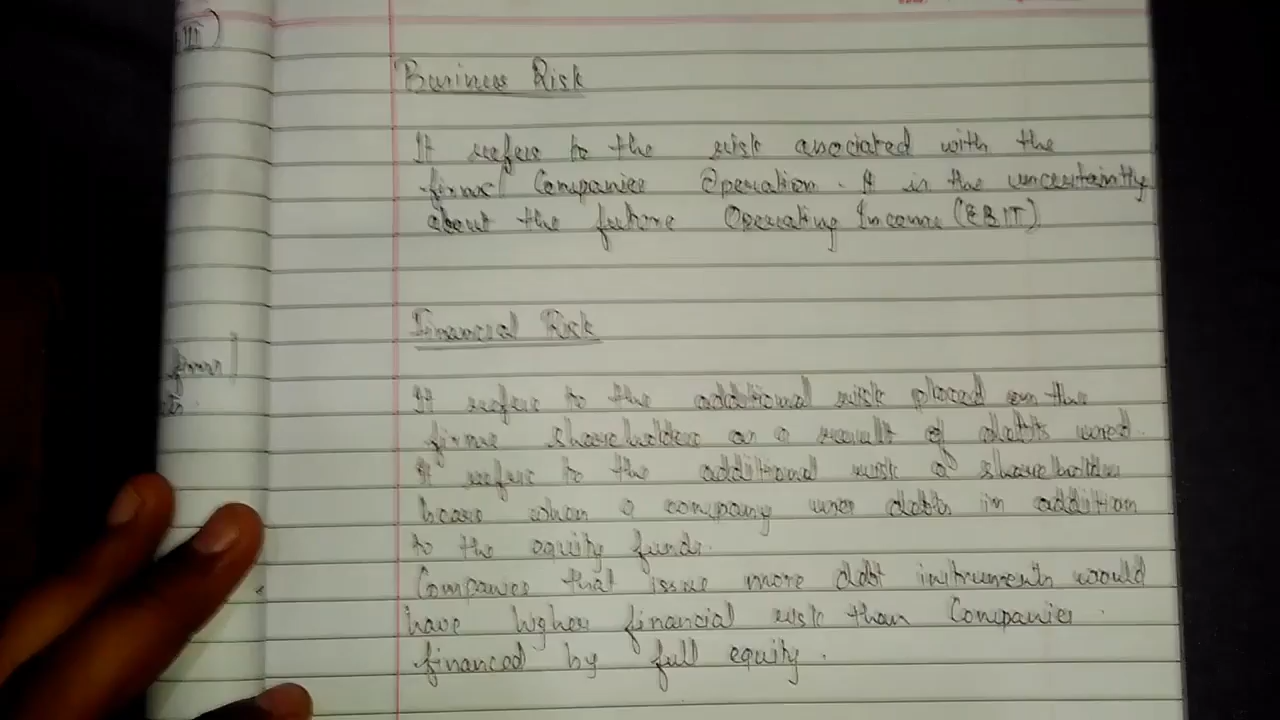 III
Business Risk
It refers to the risk associated with the
firms/ Companies Operation. It is the uncertaintty
about the future Operating Income (EBIT)
Financial Risk
It refers to the additional risk placed on the
firms shareholders as a result of debts used.
It refers to the additional risk a shareholder
bears when a company uses debts in addition
to the equity funds.
Companies that issue more debt instruments would
have higher financial risk than Companies
financed by full equity.